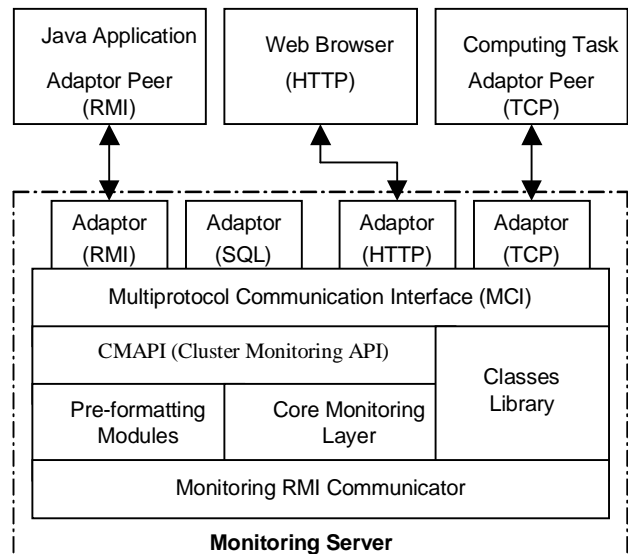 Java Application
Adaptor Peer
(RMI)
Web Browser
(HTTP)
Computing Task
Adaptor Peer
(TCP)
Adaptor
(RMI)
Adaptor
(SQL)
Adaptor
(HTTP)
Adaptor
(TCP)
Multiprotocol Communication Interface (MCI)
CMAPI (Cluster Monitoring API)
Classes
Library
Pre-formatting
Modules
Core Monitoring
Layer
Monitoring RMI Communicator
Monitoring Server